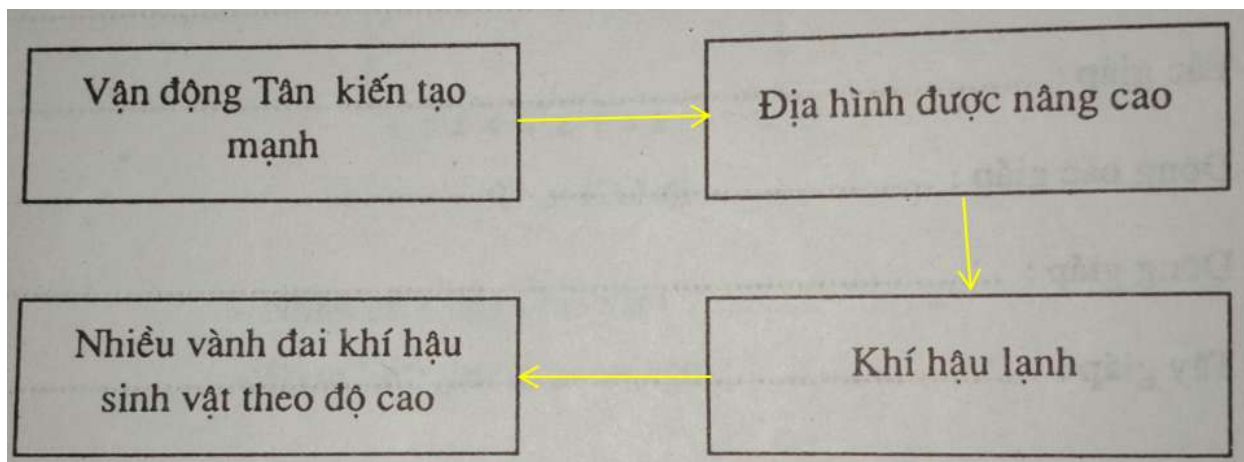 Vận động Tân kiến tạo
mạnh
Địa hình được nâng cao
Khí hậu lạnh
Nhiều vành đai khí hậu
sinh vật theo độ cao